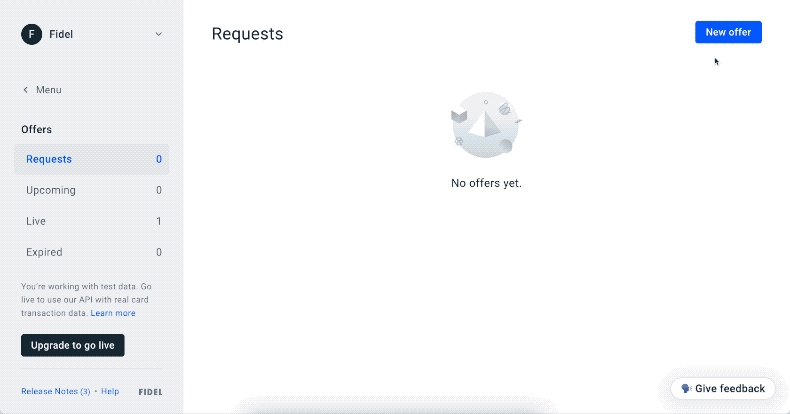 F Fidel
Menu
Offers
Requests 0
Upcoming 0
Live 1
Expired 0
You're working with test data. Go
live to use our API with real card
transaction data. Learn more
Upgrade to go live
Release Notes (3) • Help FIDEL
Requests
New offer
No offers yet.
Give feedback